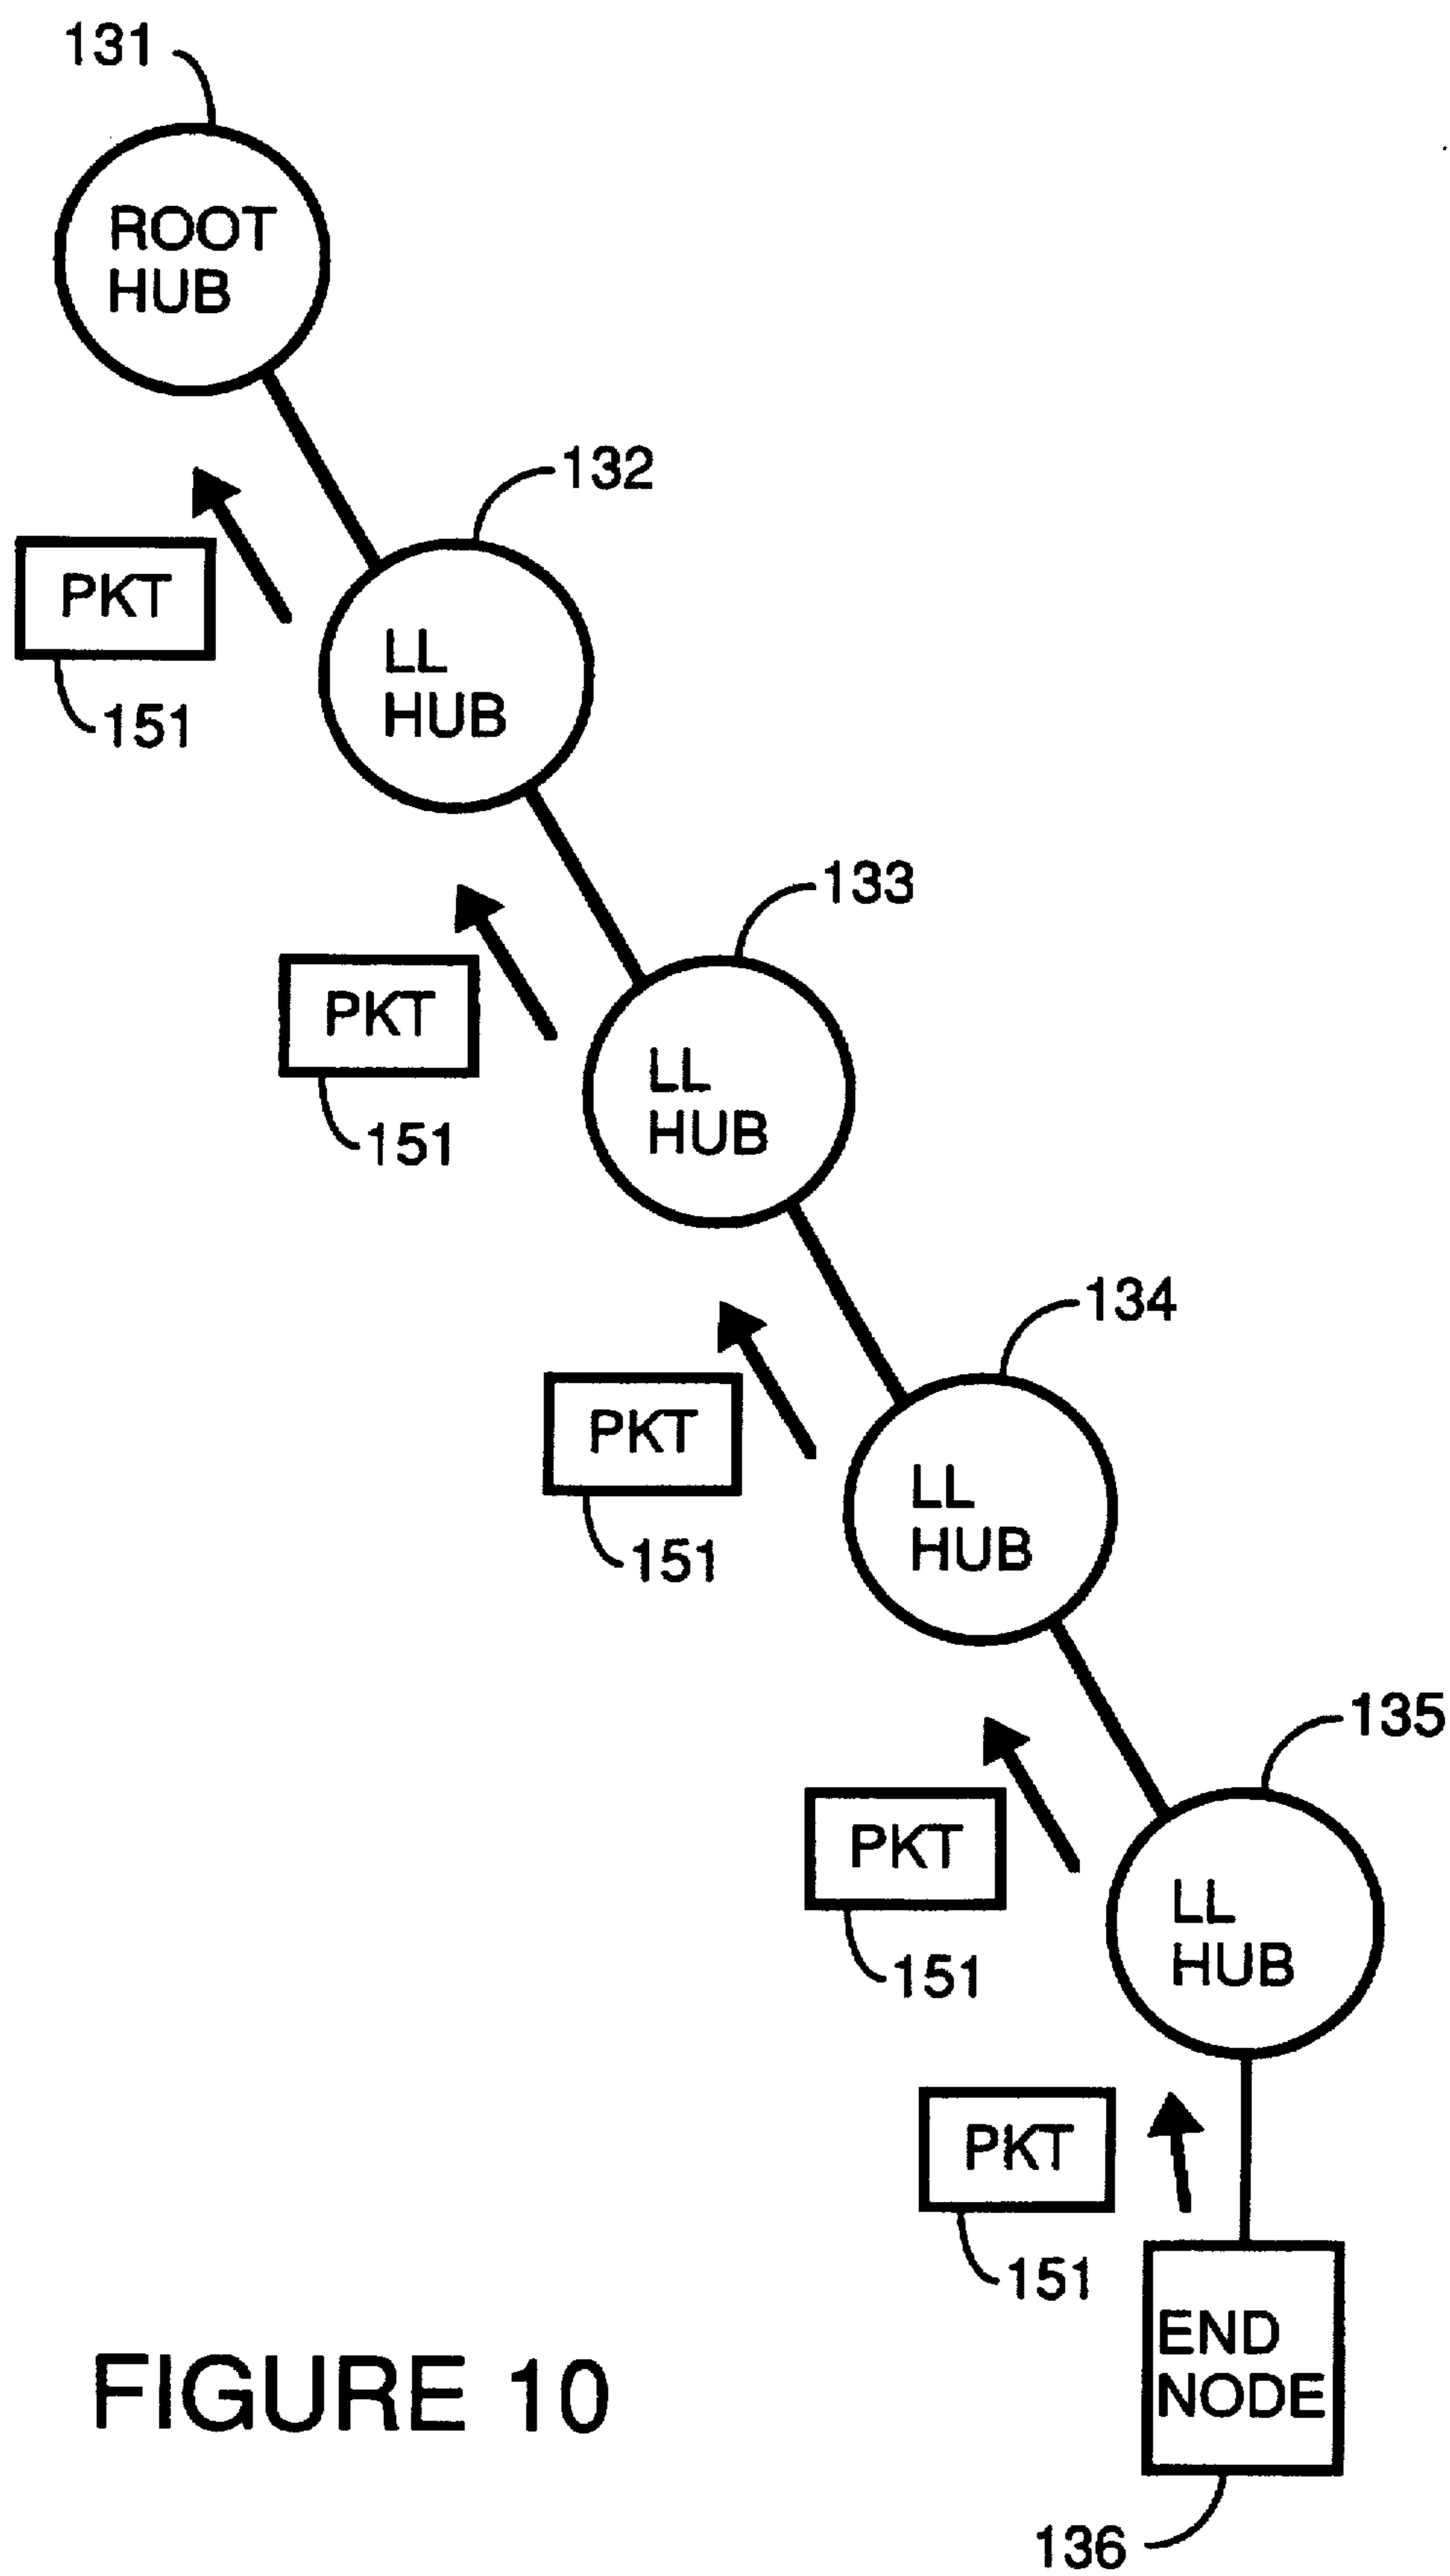 131
ROOT
HUB
132
PKT
LL
HUB
151
133
PKT
LL
HUB
151
134
PKT
LL
HUB
151
135
PKT
LL
HUB
151
PKT
151
END
NODE
FIGURE 10
136